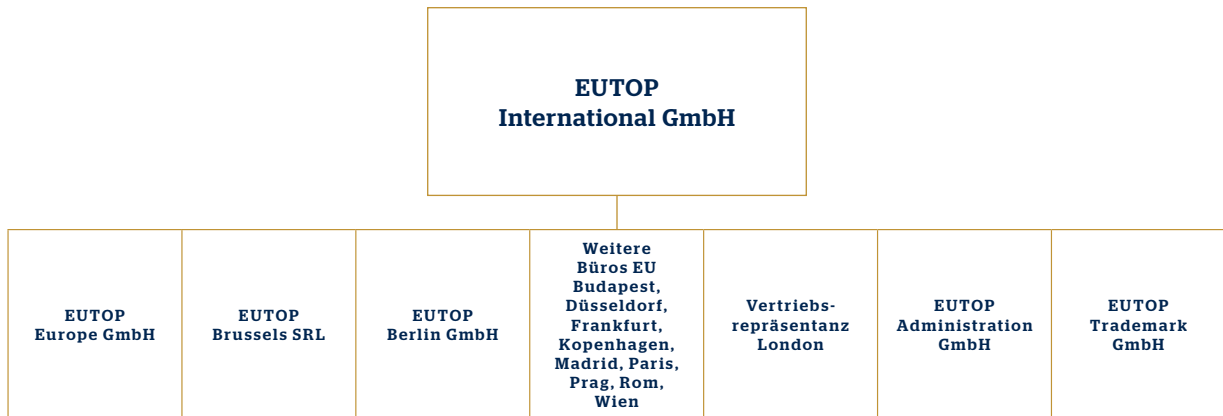 EUTOP
International GmbH
EUTOP
Europe GmbH
EUTOP
Brussels SRL
EUTOP
Berlin GmbH
Weitere
Büros EU
Budapest,
Düsseldorf,
Frankfurt,
Kopenhagen,
Madrid, Paris,
Prag, Rom,
Wien
Vertriebs-
repräsentanz
London
EUTOP
Administration
GmbH
EUTOP
Trademark
GmbH